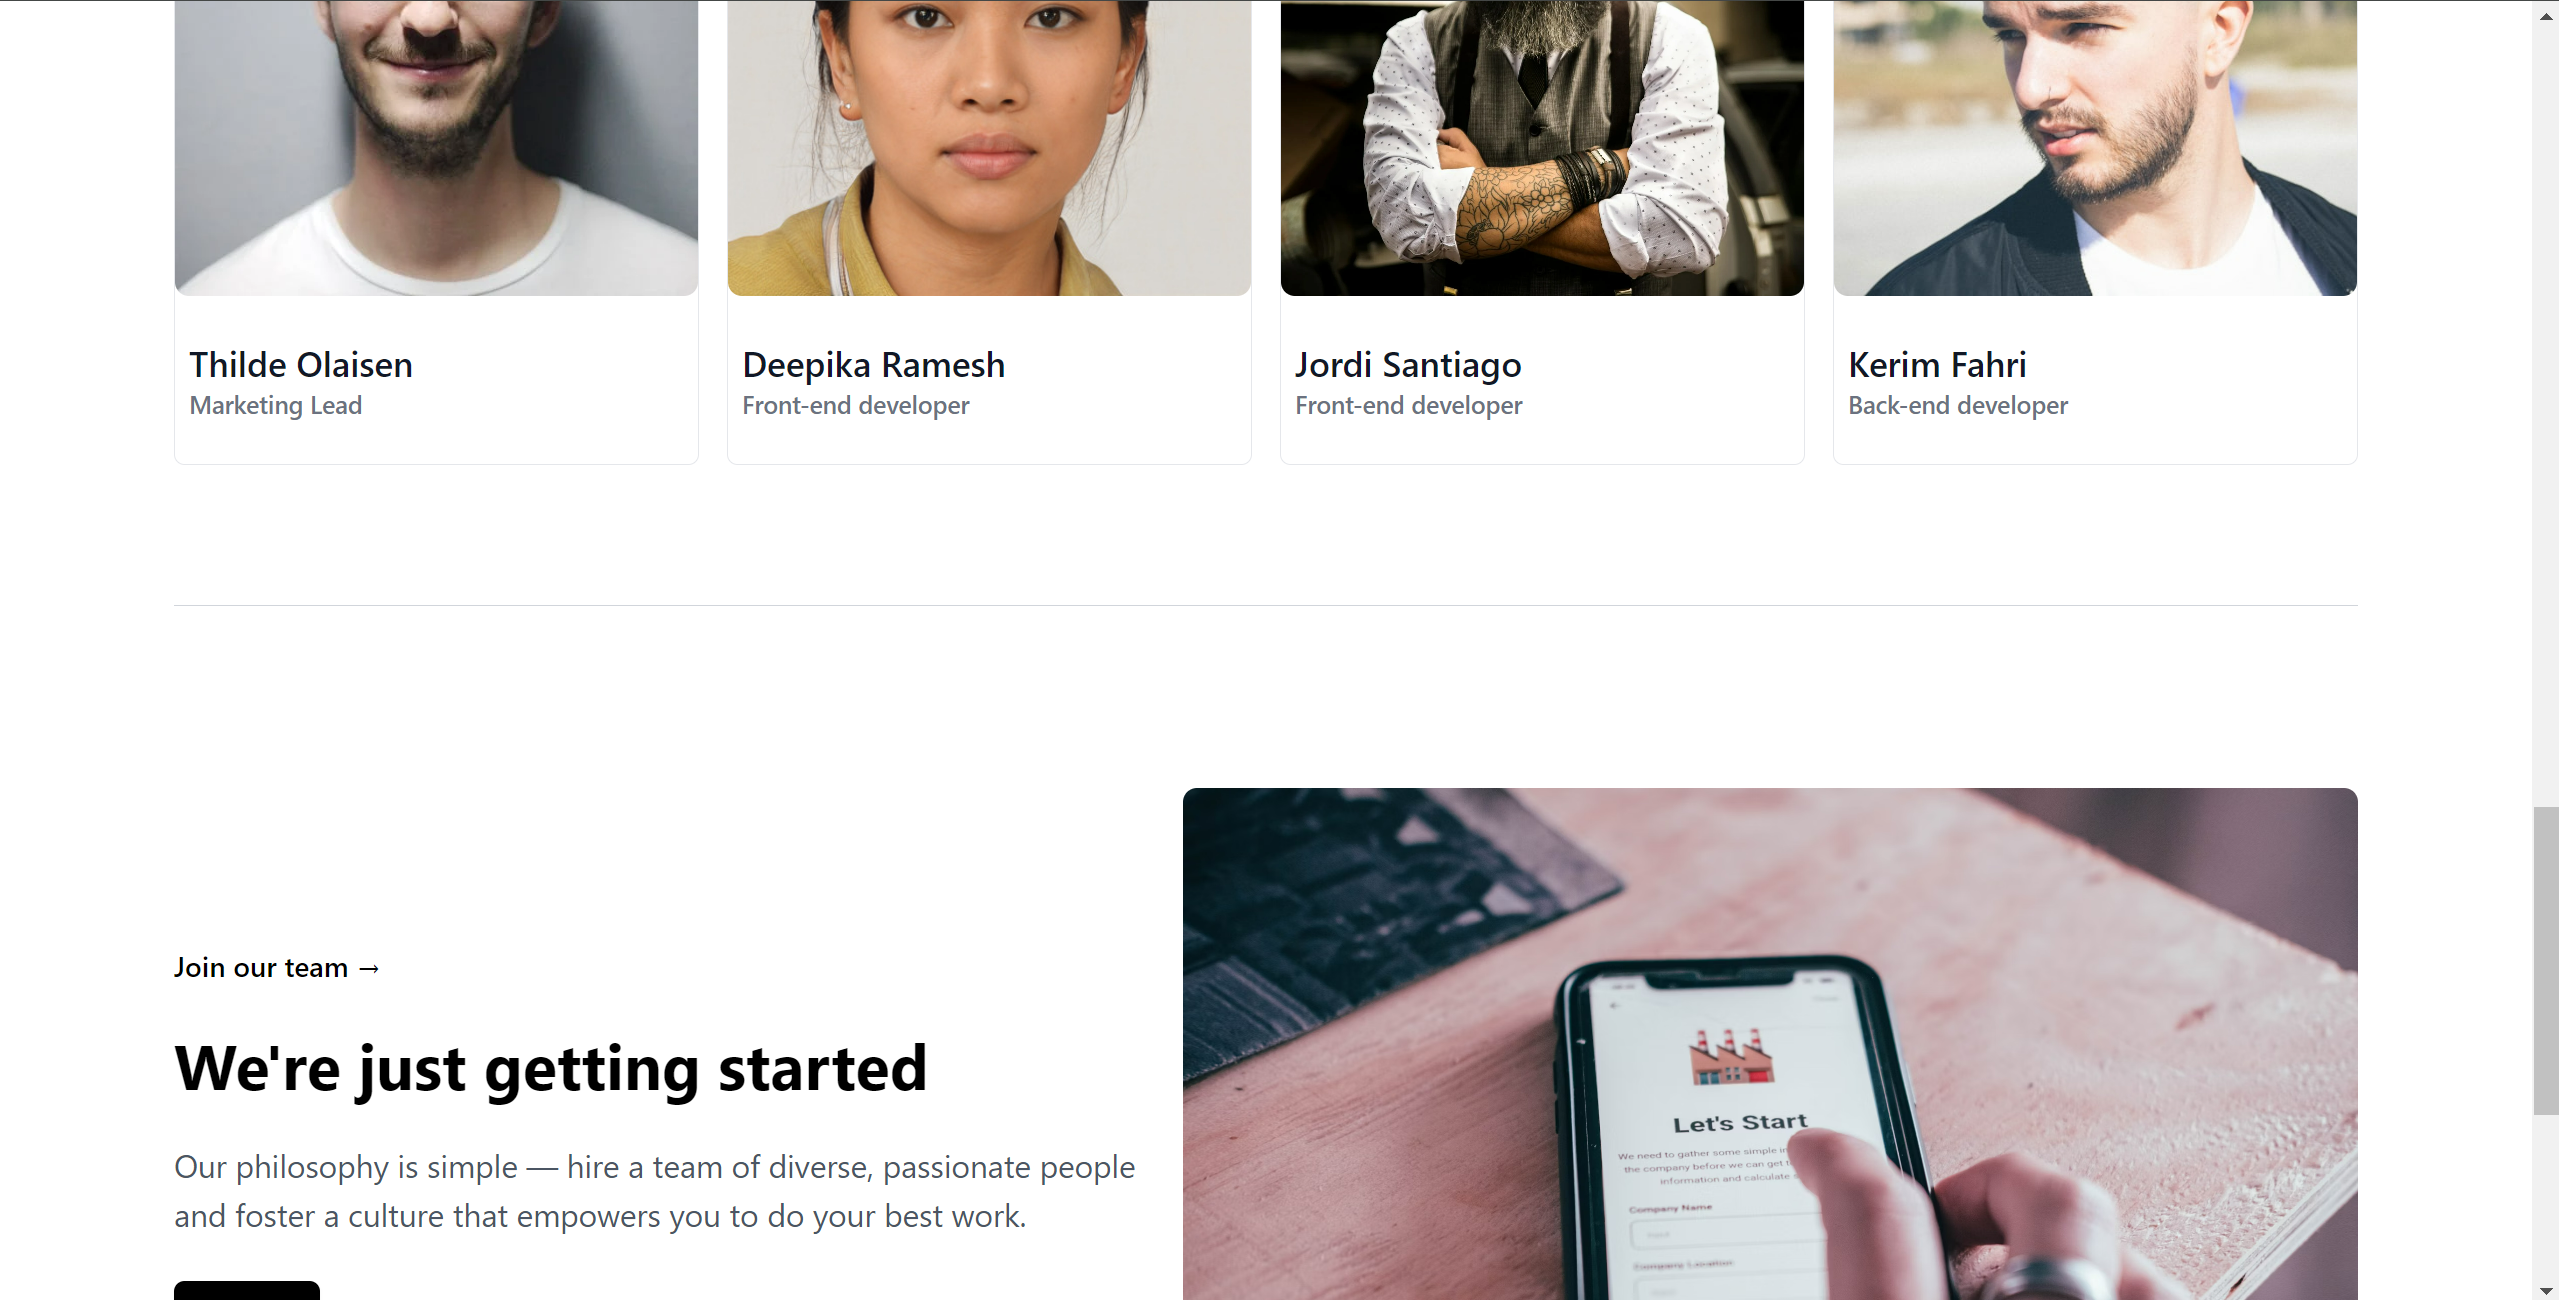 Thilde Olaisen
Marketing Lead
Deepika Ramesh
Front-end developer
Jordi Santiago
Front-end developer
Kerim Fahri
Back-end developer
Join our team →
We're just getting started
Our philosophy is simple — hire a team of diverse, passionate people
and foster a culture that empowers you to do your best work.
Let's Start
We need to gather some simple
the company before we can get
information and calculate
Company Name
Company Location